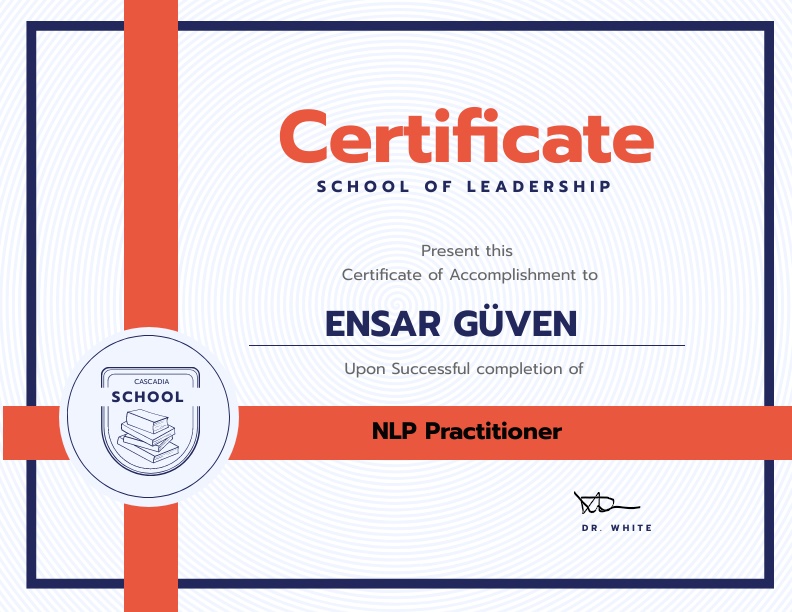 Certificate
SCHOOL OF LEADERSHIP
Present this
Certificate of Accomplishment to
ENSAR GÜVEN
Upon Successful completion of
CASCADIA
SCHOOL
NLP Practitioner
DR. WHITE